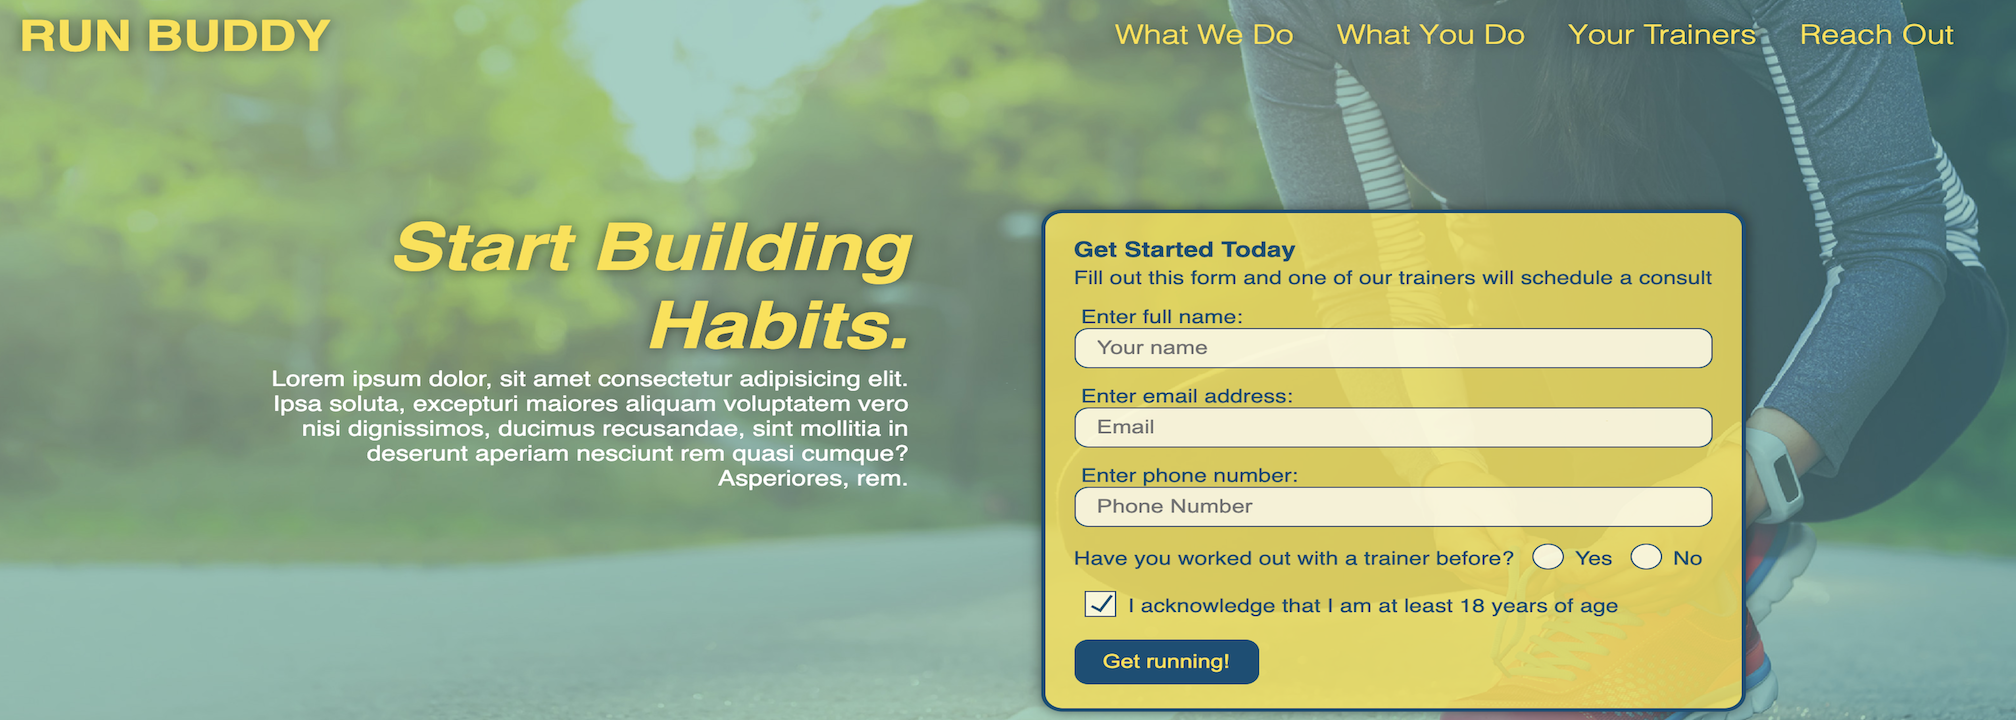 RUN BUDDY
What We Do
What You Do
Your Trainers
Reach Out
Start Building
Habits.
Lorem ipsum dolor, sit amet consectetur adipisicing elit.
Ipsa soluta, excepturi maiores aliquam voluptatem vero
nisi dignissimos, ducimus recusandae, sint mollitia in
deserunt aperiam nesciunt rem quasi cumque?
Asperiores, rem.
Get Started Today
Fill out this form and one of our trainers will schedule a consult
Enter full name:
Your name
Enter email address:
Email
Enter phone number:
Phone Number
Have you worked out with a trainer before? Yes No
I acknowledge that I am at least 18 years of age
Get running!